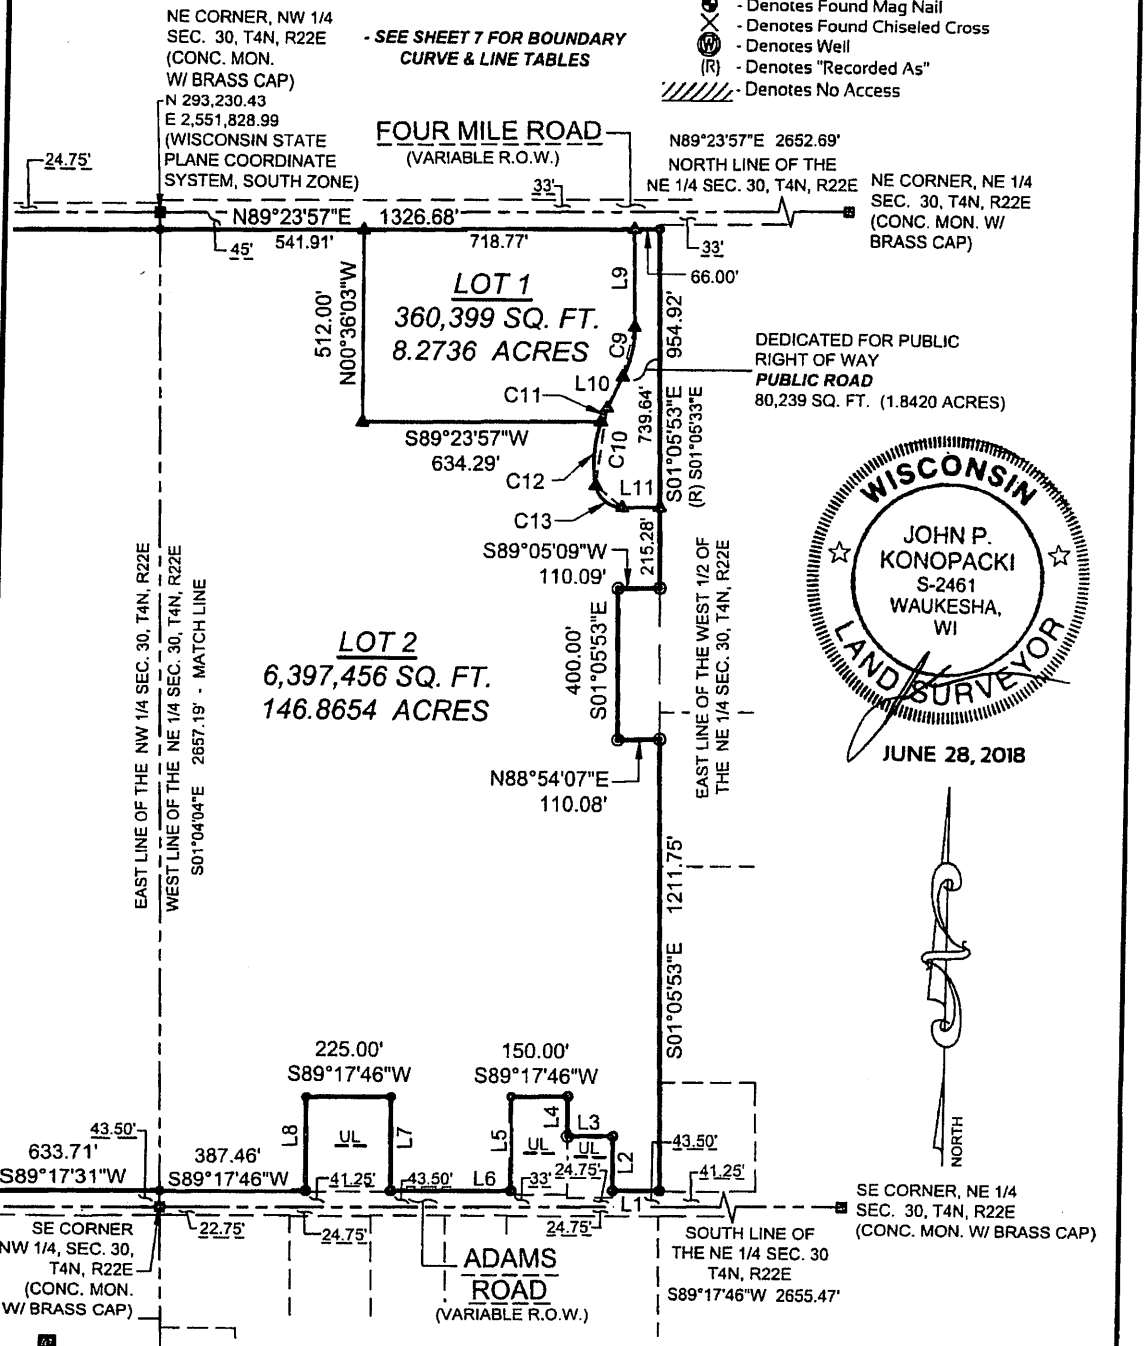 NE CORNER, NW 1/4
SEC. 30, T4N, R22E
(CONC. MON.
W/ BRASS CAP)
N 293,230.43
E 2,551,828.99
(WISCONSIN STATE
PLANE COORDINATE
SYSTEM, SOUTH ZONE)
- SEE SHEET 7 FOR BOUNDARY
CURVE & LINE TABLES
- Denotes Found Mag Nail
- Denotes Found Chiseled Cross
W - Denotes Well
(R) - Denotes "Recorded As"
- Denotes No Access
24.75'
FOUR MILE ROAD
(VARIABLE R.O.W.)
33'
N89°23'57"E 2652.69'
NORTH LINE OF THE
NE 1/4 SEC. 30, T4N, R22E
NE CORNER, NE 1/4
SEC. 30, T4N, R22E
(CONC. MON. W/
BRASS CAP)
N89°23'57"E 1326.68'
541.91'
718.77'
45'
33'
66.00'
LOT 1
360,399 SQ. FT.
8.2736 ACRES
512.00'
N00°36'03"W
L9
C9
L10
C11
C10
C12
L11
C13
954.92'
739.64'
S01°05'53"E
(R) S01°05'33"E
DEDICATED FOR PUBLIC
RIGHT OF WAY
PUBLIC ROAD
80,239 SQ. FT. (1.8420 ACRES)
S89°23'57"W
634.29'
215.28'
S89°05'09"W
110.09'
400.00'
S01°05'53"E
EAST LINE OF THE WEST 1/2 OF
THE NE 1/4 SEC. 30, T4N, R22E
WISCONSIN
JOHN P.
KONOPACKI
S-2461
WAUKESHA,
WI
LAND SURVEYOR
JUNE 28, 2018
EAST LINE OF THE NW 1/4 SEC. 30, T4N, R22E
WEST LINE OF THE NE 1/4 SEC. 30, T4N, R22E
S01°04'04"E 2657.19' - MATCH LINE
LOT 2
6,397,456 SQ. FT.
146.8654 ACRES
N88°54'07"E
110.08'
1211.75'
S01°05'53"E
NORTH
225.00'
S89°17'46"W
150.00'
S89°17'46"W
L8
UL
L7
L5
L4
L3
UL
UL
L2
43.50'
633.71'
S89°17'31"W
387.46'
S89°17'46"W
41.25'
43.50'
L6
33'
24.75'
L1
43.50'
41.25'
22.75'
24.75'
24.75'
SE CORNER
NW 1/4, SEC. 30,
T4N, R22E
(CONC. MON.
W/ BRASS CAP)
ADAMS
ROAD
(VARIABLE R.O.W.)
SOUTH LINE OF
THE NE 1/4 SEC. 30
T4N, R22E
S89°17'46"W 2655.47'
SE CORNER, NE 1/4
SEC. 30, T4N, R22E
(CONC. MON. W/ BRASS CAP)